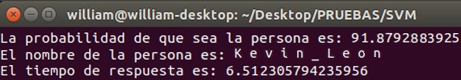 william@william-desktop: ~/Desktop/PRUEBAS/SVM
La probabilidad de que sea la persona es: 91.8792883925
El nombre de la persona es: Kevin_Leon
El tiempo de respuesta es: 6.512305794235956